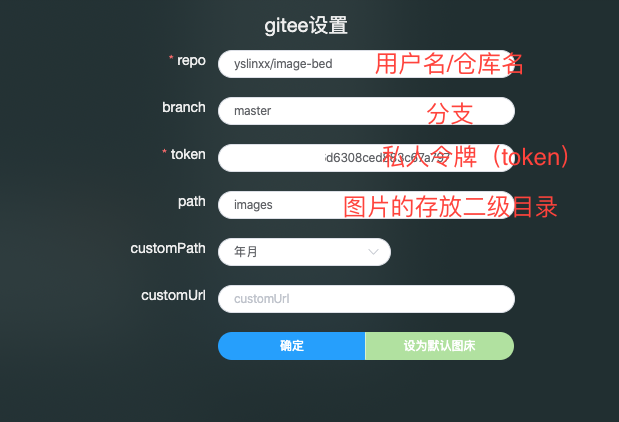 gitee设置
* repo yslinxx/image-bed 用户名/仓库名
branch master 分支
* token 私人令牌（token）
path images 图片的存放二级目录
customPath 年月
customUrl customUrl
确定 设为默认图床